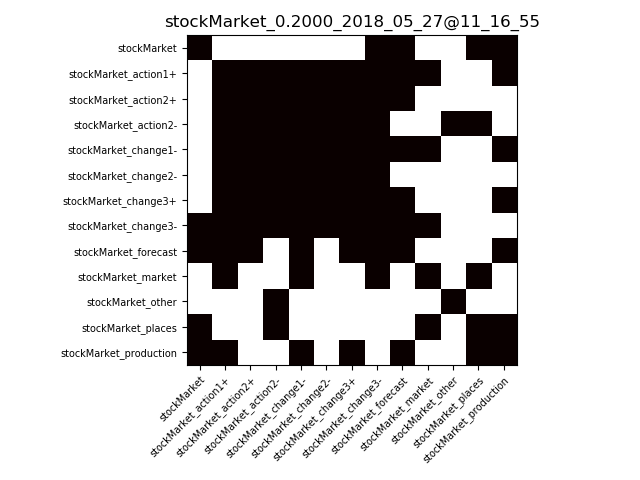 stockMarket_0.2000_2018_05_27@11_16_55
stockMarket
stockMarket_action1+
stockMarket_action2+
stockMarket_action2-
stockMarket_change1-
stockMarket_change2-
stockMarket_change3+
stockMarket_change3-
stockMarket_forecast
stockMarket_market
stockMarket_other
stockMarket_places
stockMarket_production
stockMarket
stockMarket_action1+
stockMarket_action2+
stockMarket_action2-
stockMarket_change1-
stockMarket_change2-
stockMarket_change3+
stockMarket_change3-
stockMarket_forecast
stockMarket_market
stockMarket_other
stockMarket_places
stockMarket_production